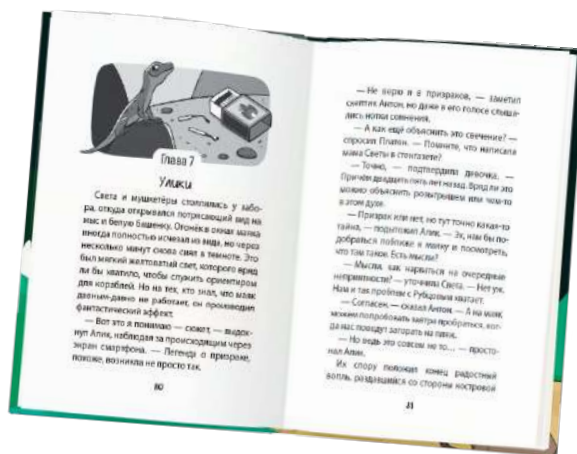 Глава 7
Улики
Света и мушкетёры столпились у забо-
ра, откуда открывался потрясающий вид на
мыс и белую башенку. Огонёк в окнах маяка
иногда полностью исчезал из вида, но через
несколько минут снова сиял в темноте. Это
был мягкий желтоватый свет, которого вряд
ли бы хватило, чтобы служить ориентиром
для кораблей. Но на тех, кто знал, что маяк
давным-давно не работает, он производил
фантастический эффект.
— Вот это я понимаю — сюжет, — выдох-
нул Алик, наблюдая за происходящим через
экран смартфона. — Легенда о призраке,
похоже, возникла не просто так.
80
— Не верю я в призраков, — заметил
скептик Антон, но даже в его голосе слыша-
лись нотки сомнения.
— А как ещё объяснить это свечение? —
спросил Платон. — Помните, что написала
мама Светы в стенгазете?
— Точно, — подтвердила девочка. —
Причём двадцать пять лет назад. Вряд ли это
можно объяснить розыгрышем или чем-то
в этом духе.
— Призрак или нет, но тут точно какая-то
тайна, — подытожил Алик. — Эх, нам бы по-
добраться поближе к маяку и посмотреть,
что там такое. Есть мысли?
— Мысли, как нарваться на очередные
неприятности? — уточнила Света. — Нет уж.
Нам и так проблем с Рубцовым хватает.
— Согласен, — сказал Антон. — А на маяк
можем попробовать завтра пробраться, ког-
да нас поведут загорать на пляж.
— Но ведь это совсем не то... — просто-
нал Алик.
Их спору положил конец радостный
вопль, раздавшийся со стороны костровой
81